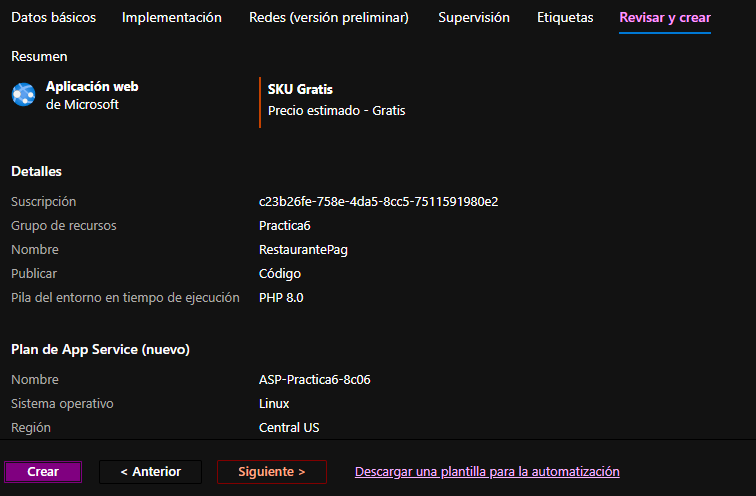 Datos básicos Implementación Redes (versión preliminar) Supervisión Etiquetas Revisar y crear
Resumen
Aplicación web
de Microsoft
SKU Gratis
Precio estimado - Gratis
Detalles
Suscripción c23b26fe-758e-4da5-8cc5-7511591980e2
Grupo de recursos Practica6
Nombre RestaurantePag
Publicar Código
Pila del entorno en tiempo de ejecución PHP 8.0
Plan de App Service (nuevo)
Nombre ASP-Practica6-8c06
Sistema operativo Linux
Región Central US
Crear < Anterior Siguiente > Descargar una plantilla para la automatización